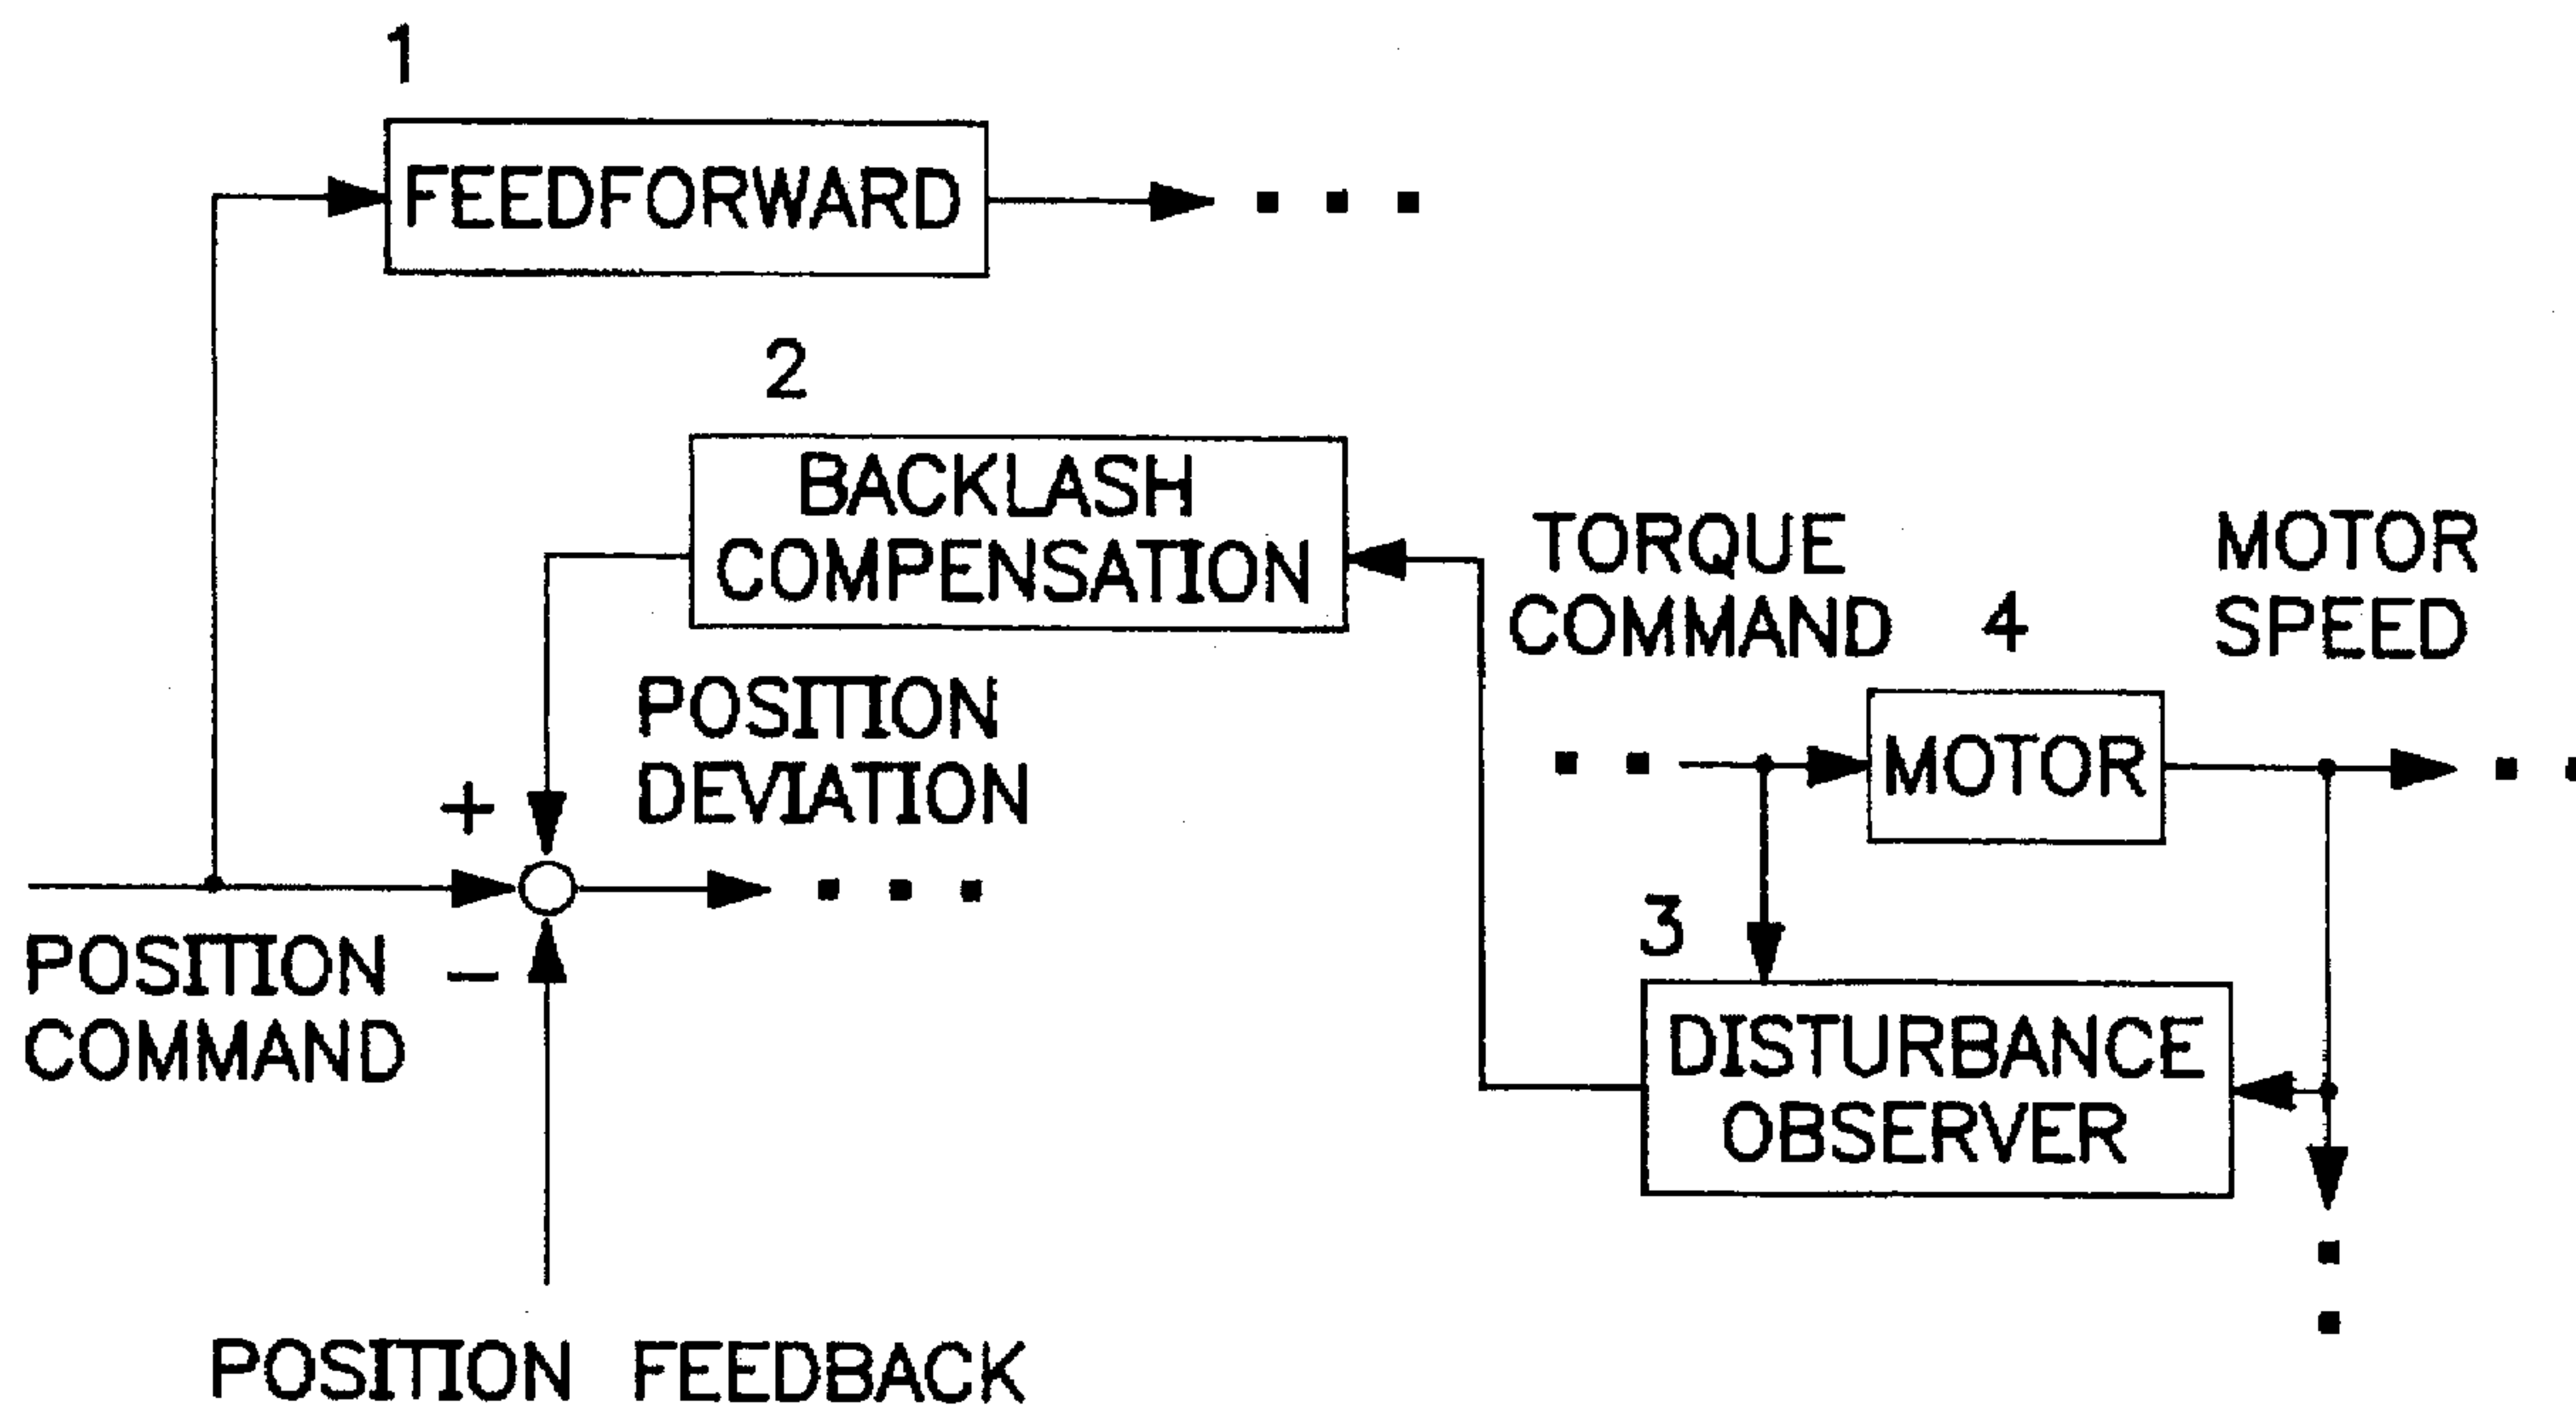 1
FEEDFORWARD
2
BACKLASH
COMPENSATION
TORQUE
COMMAND
4
MOTOR
SPEED
POSITION
DEVIATION
MOTOR
+
3
POSITION
COMMAND
−
DISTURBANCE
OBSERVER
POSITION FEEDBACK